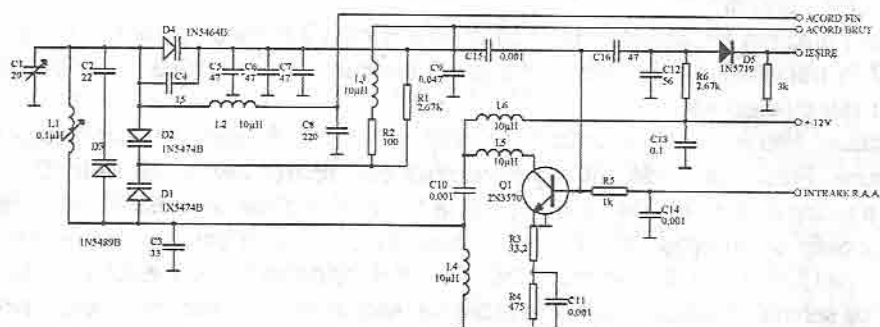 ACORD FIN
ACORD BRUT
IESIRE
D4
1N5464B
C1
29
C2
22
C4
C5
47
C6
47
C7
47
L3
10µH
C9
0,047
C15
0,001
C16
47
C12
56
R6
2.67k
D5
1N5719
3k
L1
0.1µH
L5
L2
10µH
C8
220
R1
2.67k
R2
100
L6
10µH
+12V
C13
0.1
D3
D2
1N5474B
D1
1N5474B
L5
10µH
C10
0,001
Q1
2N3570
R5
1k
C14
0,001
INTRARE R.A.A.
1N5489B
C3
33
L4
10µH
R3
33,2
R4
475
C11
0,001